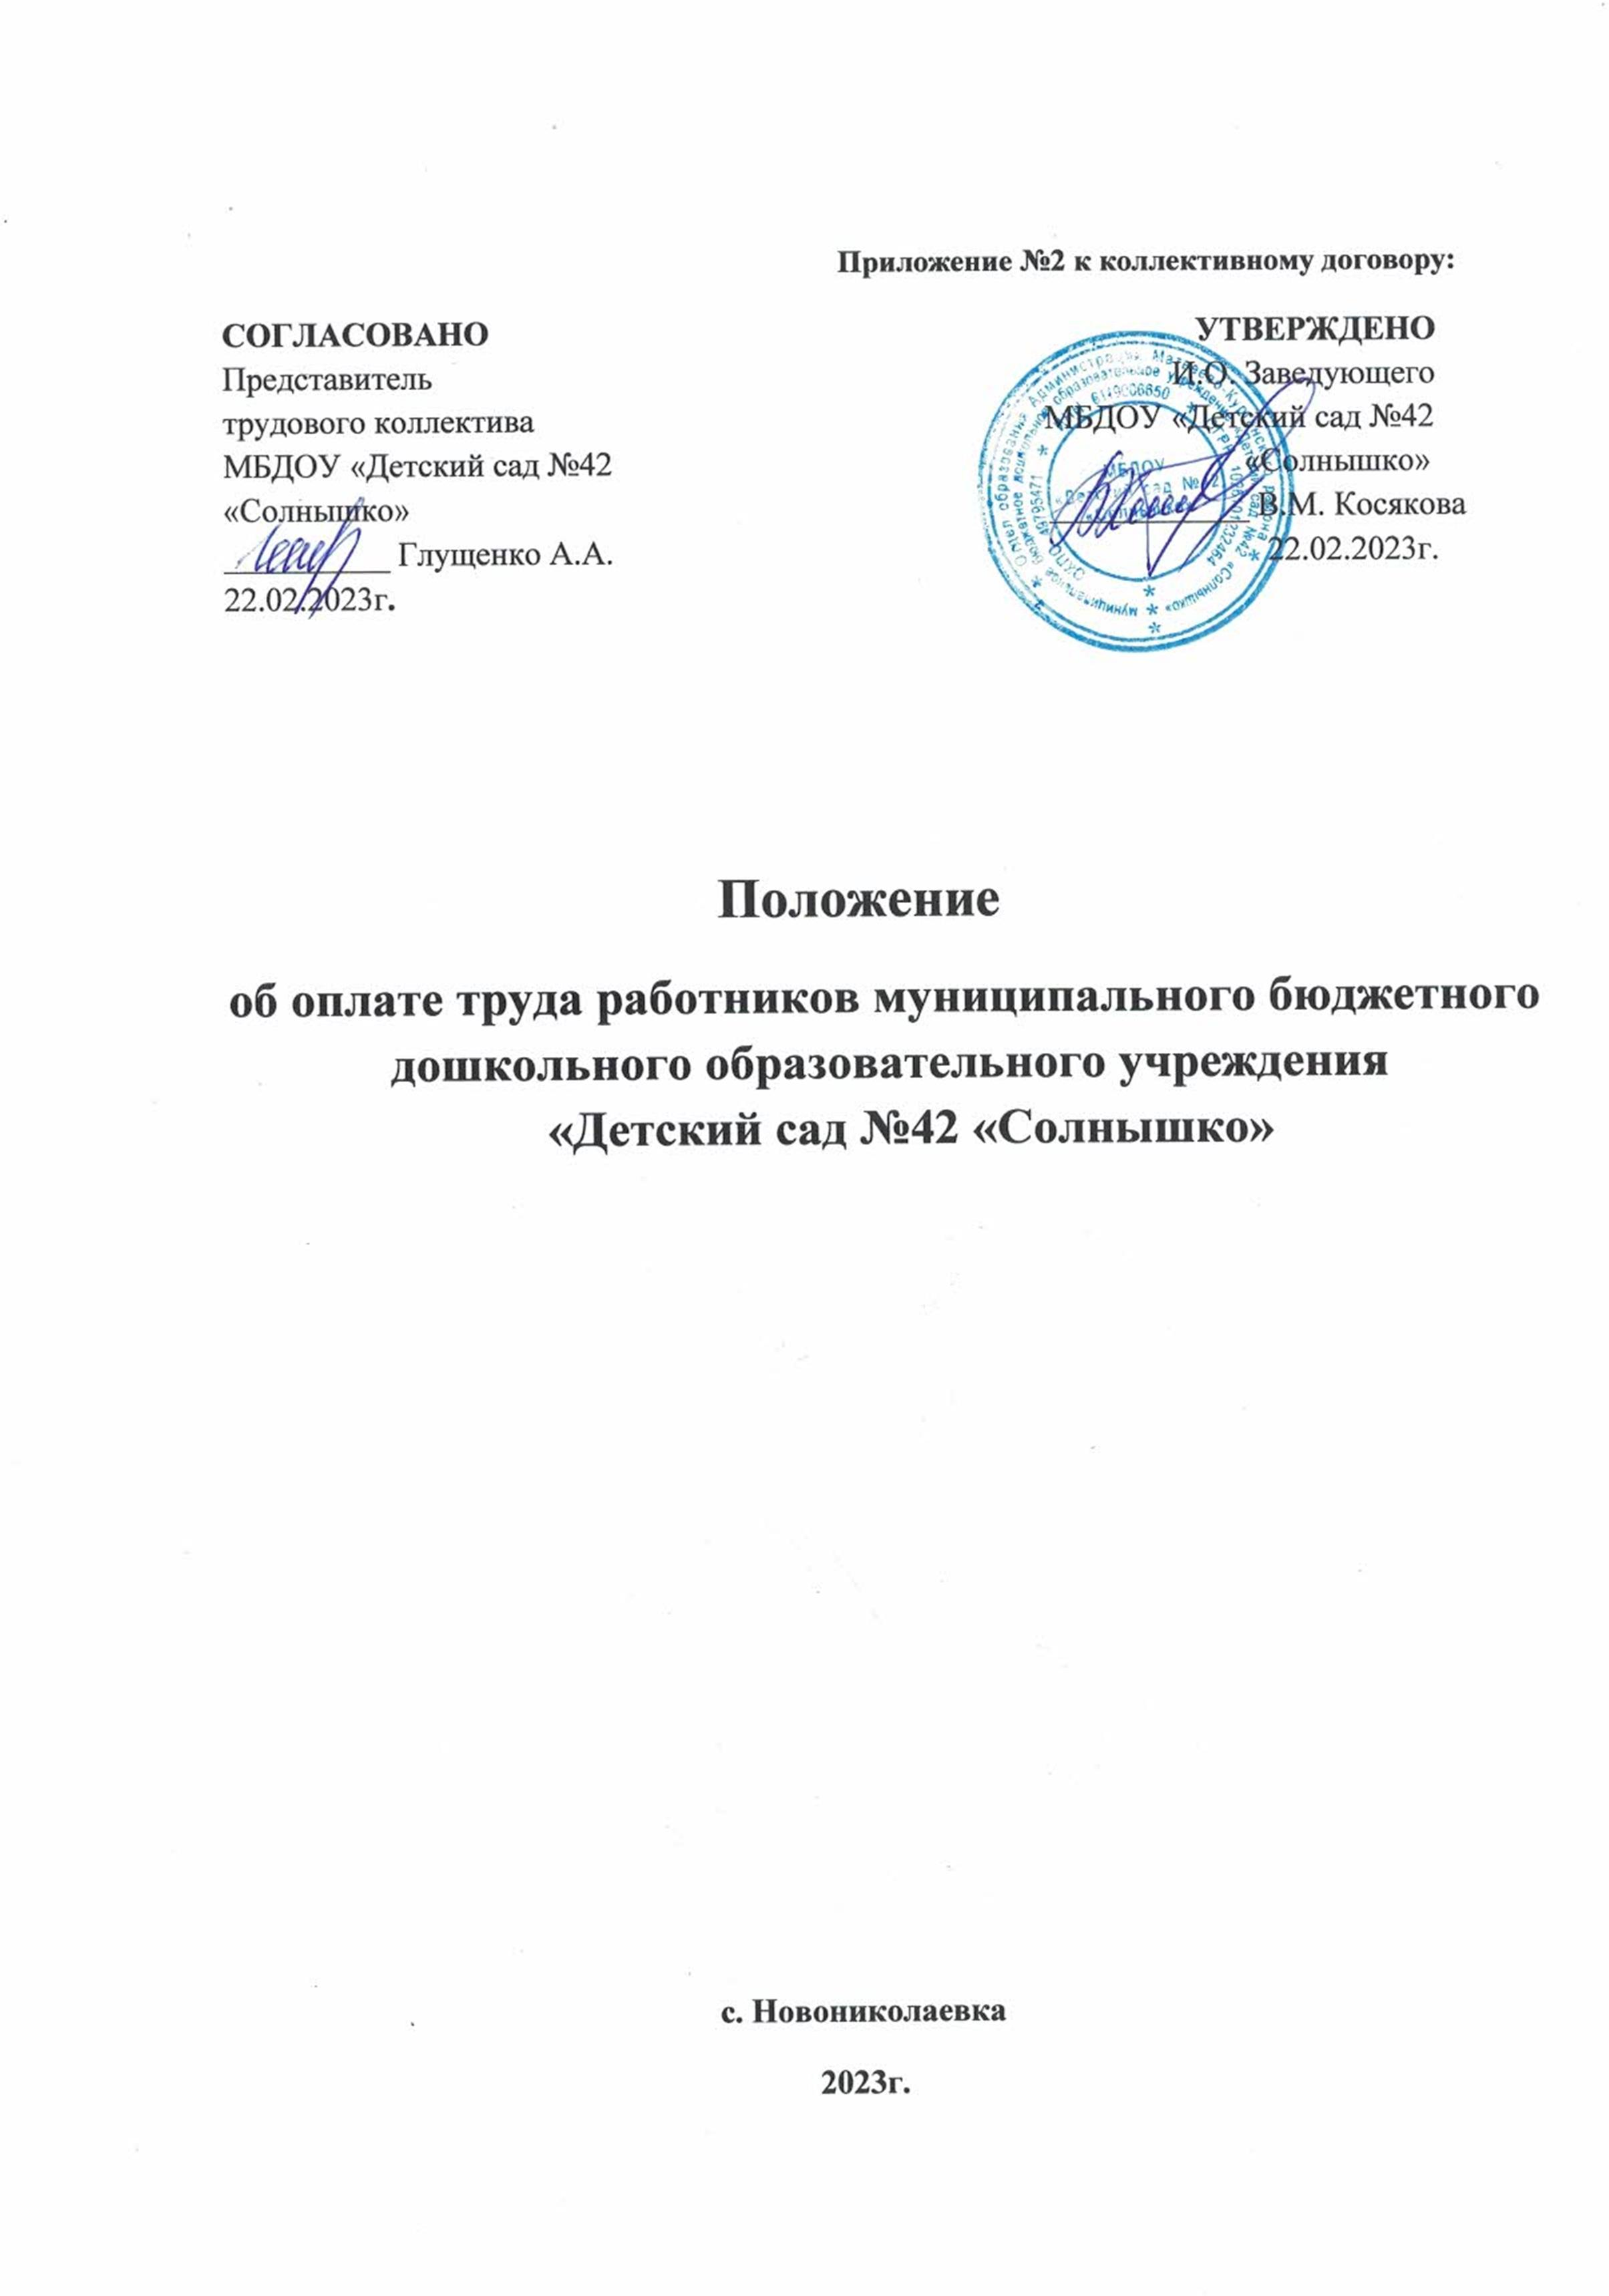 Приложение №2 к коллективному договору:
СОГЛАСОВАНО
Представитель
трудового коллектива
МБДОУ «Детский сад №42
«Солнышко»
Глущенко А.А.
22.02.2023г.
УТВЕРЖДЕНО
И.О. Заведующего
МБДОУ «Детский сад №42
«Солнышко»
В.М. Косякова
22.02.2023г.
Положение
об оплате труда работников муниципального бюджетного
дошкольного образовательного учреждения
«Детский сад №42 «Солнышко»
с. Новониколаевка
2023г.